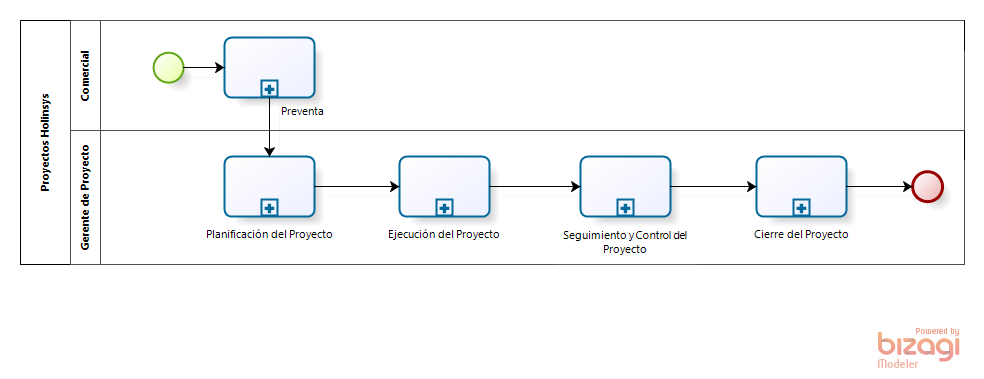 Proyectos Holinsys
Comercial
Preventa
Gerente de Proyecto
Planificación del Proyecto
Ejecución del Proyecto
Seguimiento y Control del
Proyecto
Cierre del Proyecto
Powered by
bizagi
Modeler